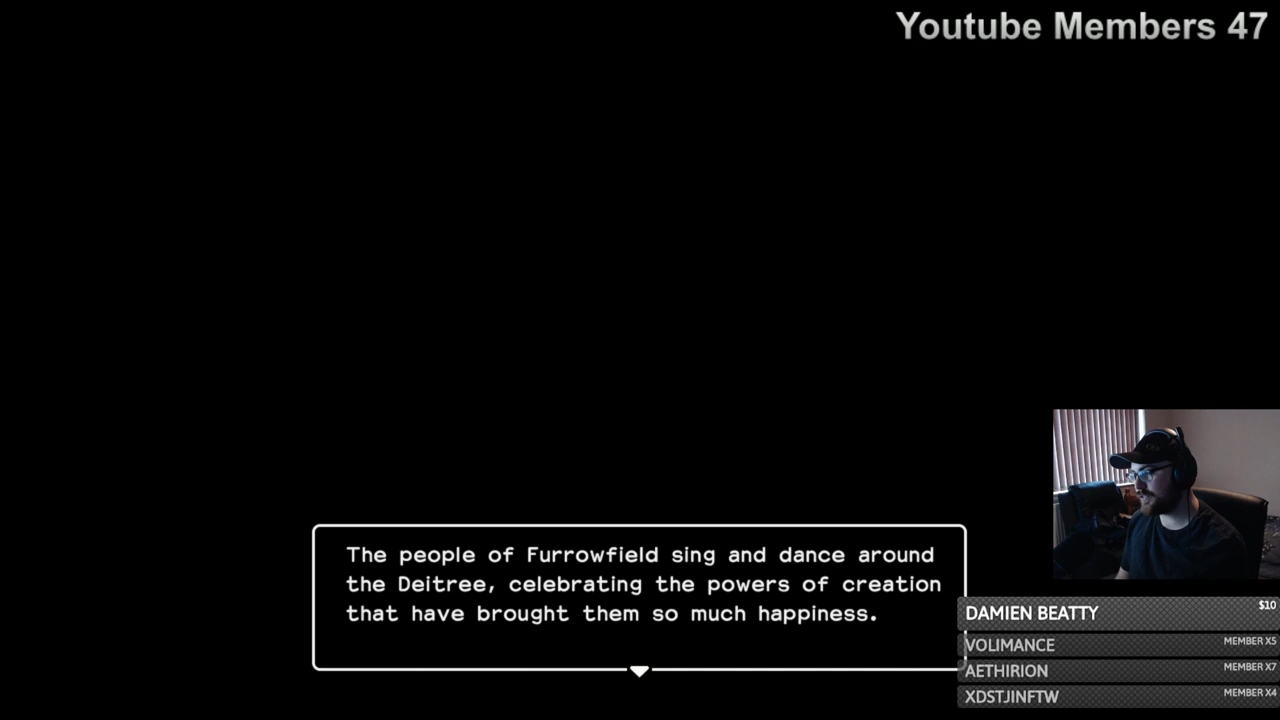 Youtube Members 47
The people of Furrowfield sing and dance around
the Deitree, celebrating the powers of creation
that have brought them so much happiness.
DAMIEN BEATTY $10
VOLIMANCE MEMBER X5
AETHIRION MEMBER X7
XDSTJINFTW MEMBER X4